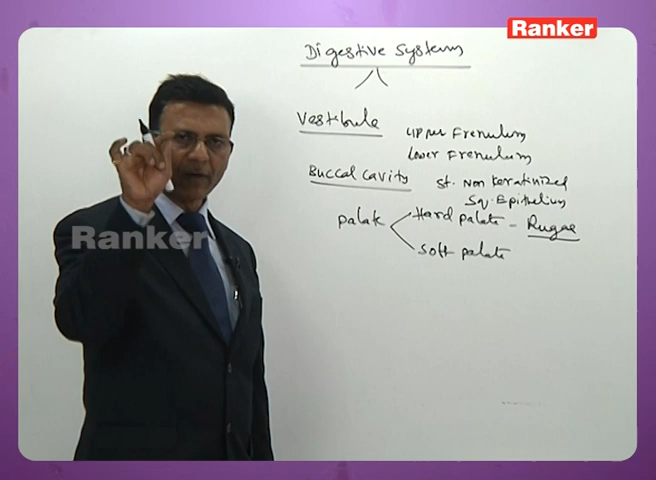 Ranker
Digestive System
Vestibule
Upper Frenulum
Lower Frenulum
Buccal cavity
St. Non Keratinized
Sq. Epithelium
Palate
Hard palate - Rugae
Soft palate
Ranker